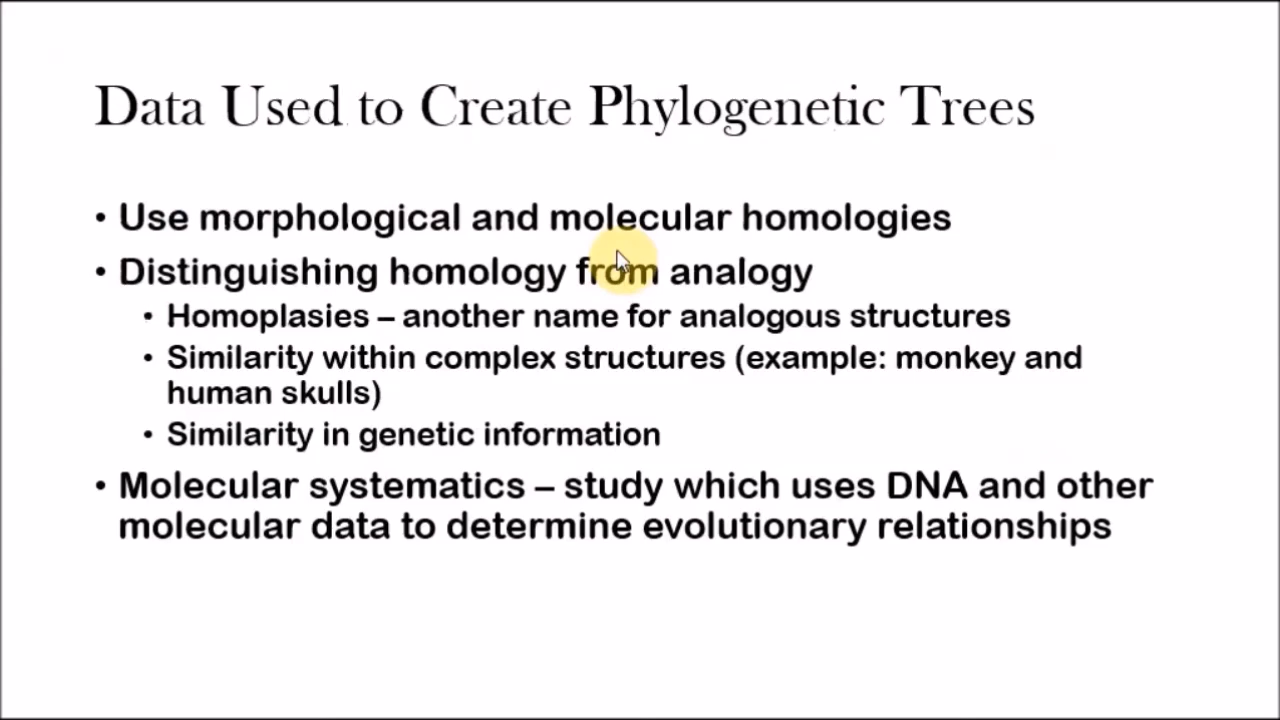 Data Used to Create Phylogenetic Trees
• Use morphological and molecular homologies
• Distinguishing homology from analogy
• Homoplasies – another name for analogous structures
• Similarity within complex structures (example: monkey and
human skulls)
• Similarity in genetic information
• Molecular systematics – study which uses DNA and other
molecular data to determine evolutionary relationships